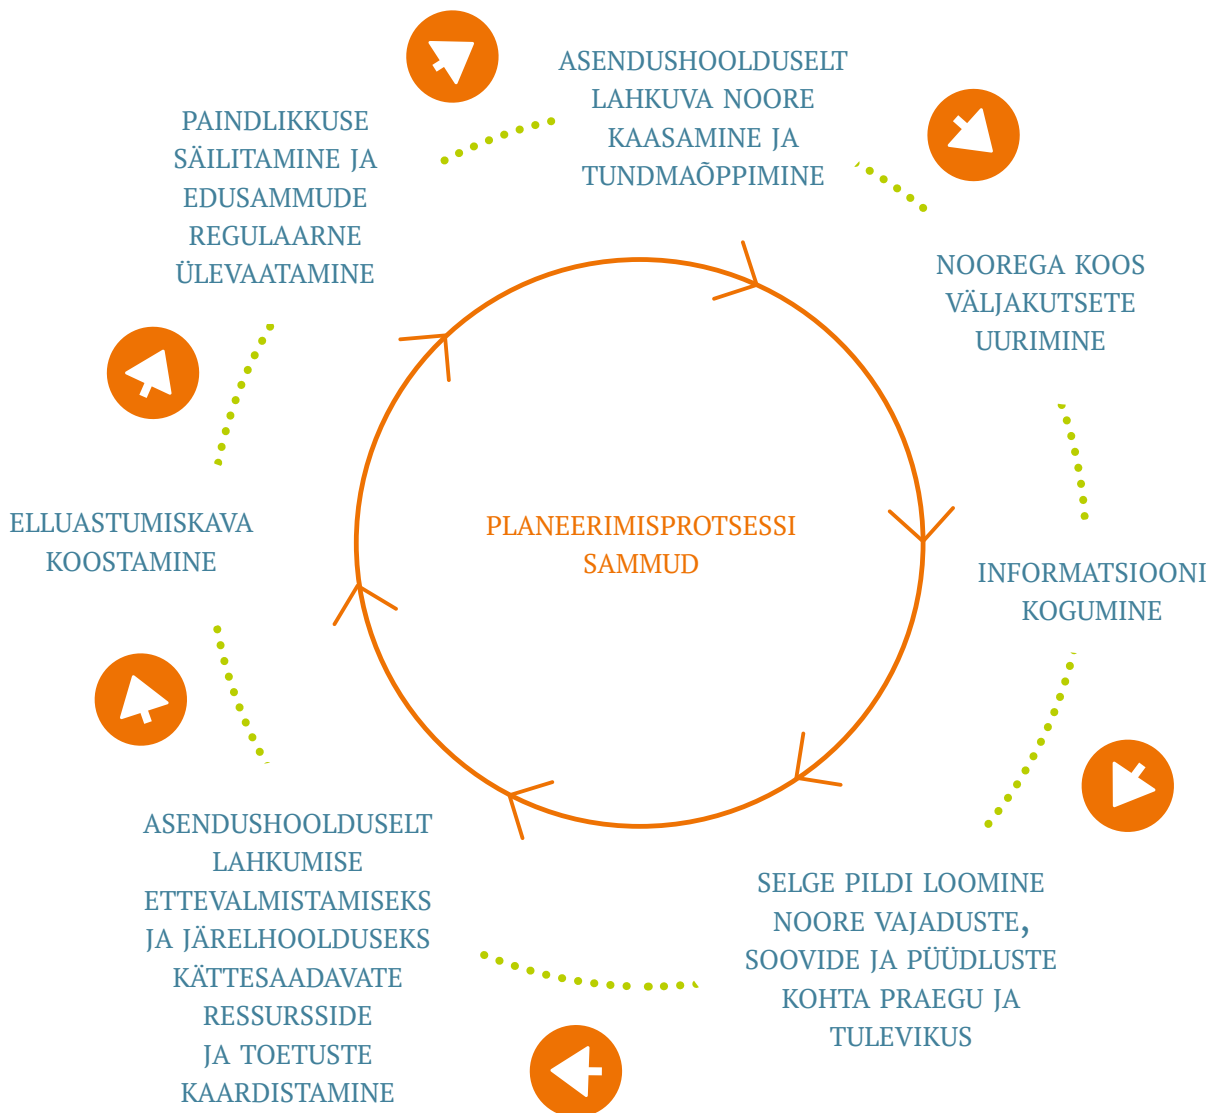 ASENDUSHOOLDUSELT
LAHKUVA NOORE
KAASAMINE JA
TUNDMAÕPPIMINE
NOOREGA KOOS
VÄLJAKUTSETE
UURIMINE
INFORMATSIOONI
KOGUMINE
SELGE PILDI LOOMINE
NOORE VAJADUSTE,
SOOVIDE JA PÜÜDLUSTE
KOHTA PRAEGU JA
TULEVIKUS
ASENDUSHOOLDUSELT
LAHKUMISE
ETTEVALMISTAMISEKS
JA JÄRELHOOLDUSEKS
KÄTTESAADAVATE
RESSURSSIDE
JA TOETUSTE
KAARDISTAMINE
ELLUASTUMISKAVA
KOOSTAMINE
PAINDLIKKUSE
SÄILITAMINE JA
EDUSAMMUDE
REGULAARNE
ÜLEVAATAMINE
PLANEERIMISPROTSESSI
SAMMUD